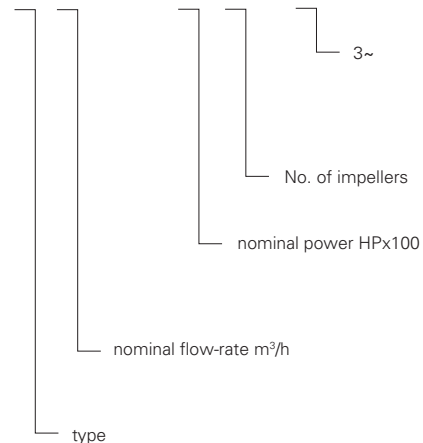 3~
No. of impellers
nominal power HPx100
nominal flow-rate m³/h
type